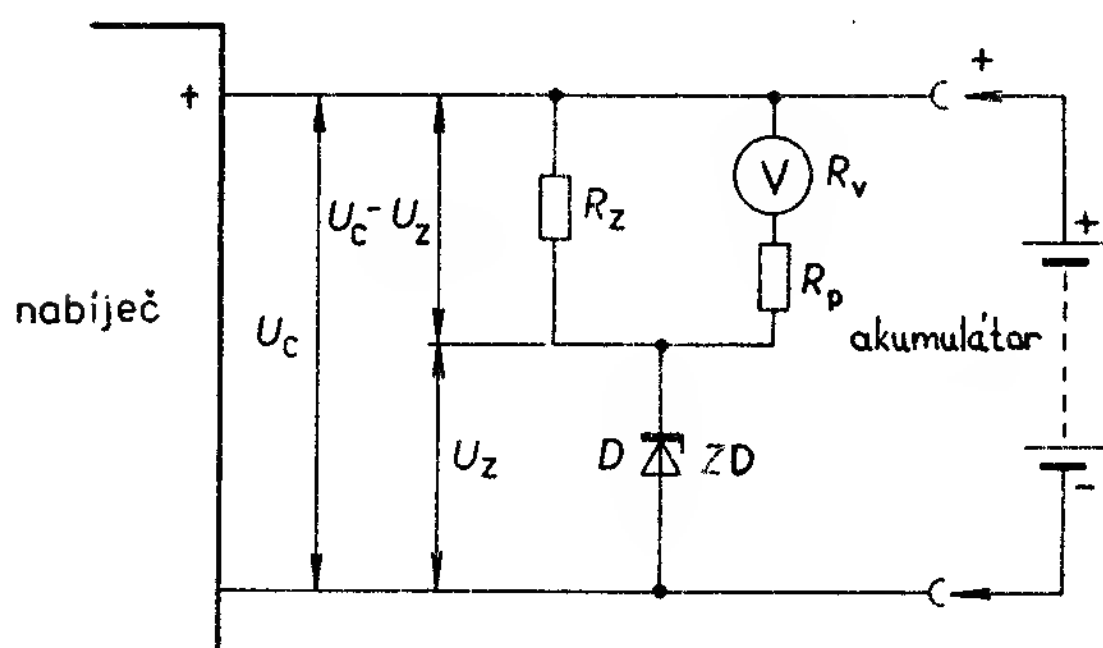 +
+
U_c - U_z
R_z
V
R_v
+
nabíječ
U_c
R_p
akumulátor
U_z
D
ZD
-